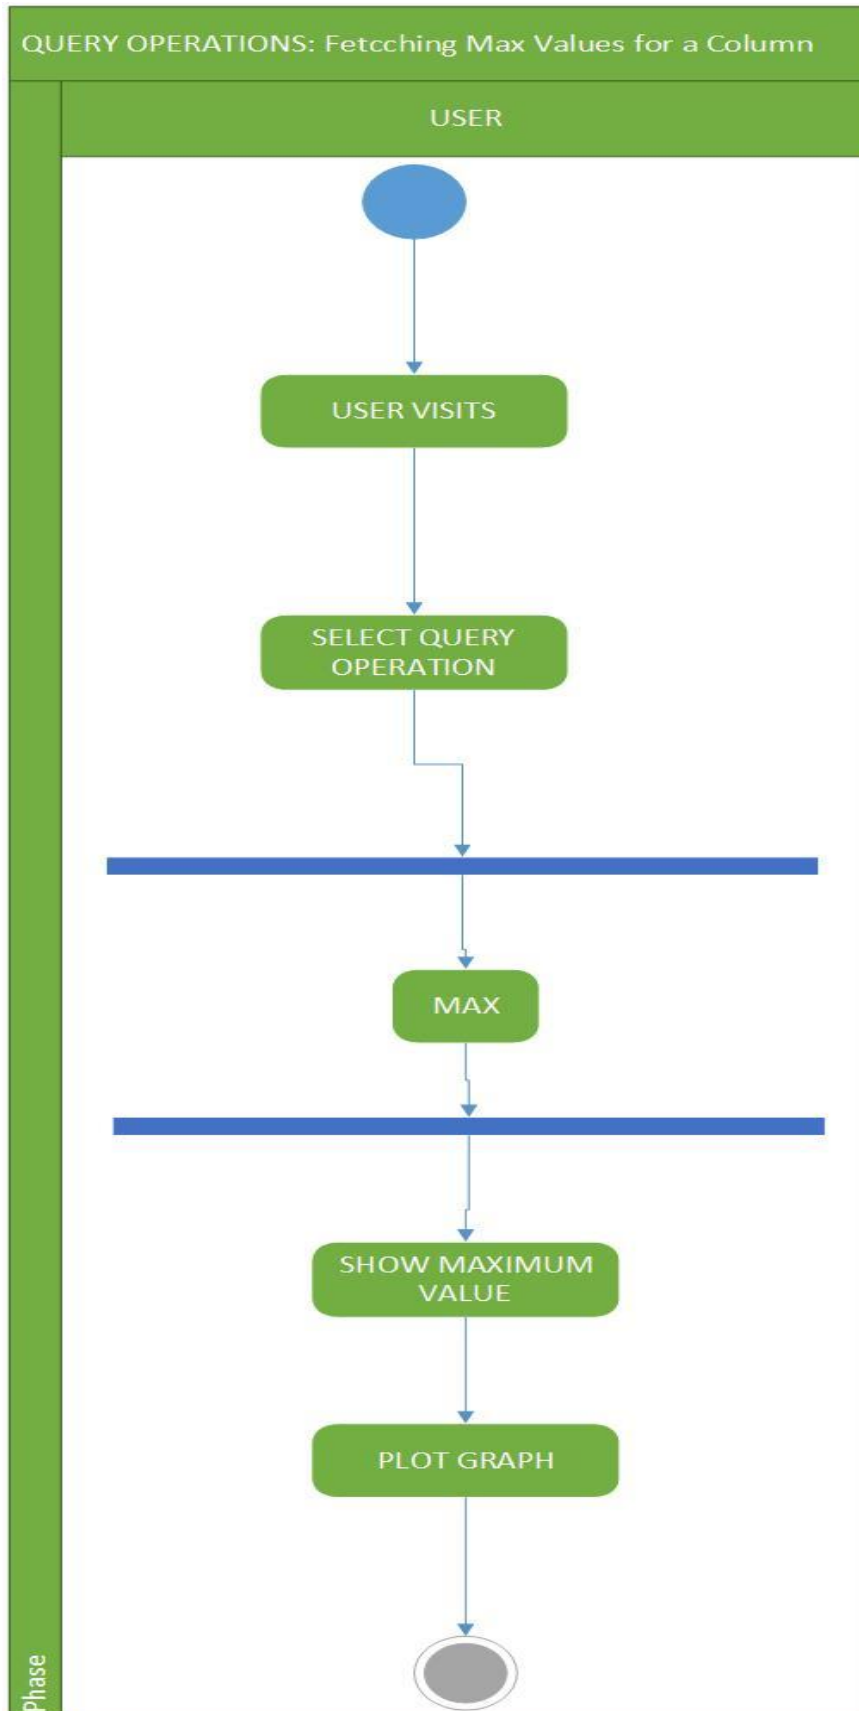 QUERY OPERATIONS: Fetcching Max Values for a Column
USER
USER VISITS
SELECT QUERY
OPERATION
MAX
SHOW MAXIMUM
VALUE
PLOT GRAPH
Phase